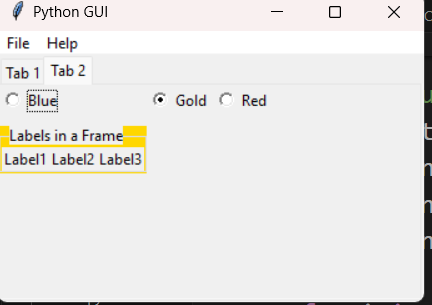 Python GUI
File Help
Tab 1 Tab 2
Blue Gold Red
Labels in a Frame
Label1 Label2 Label3